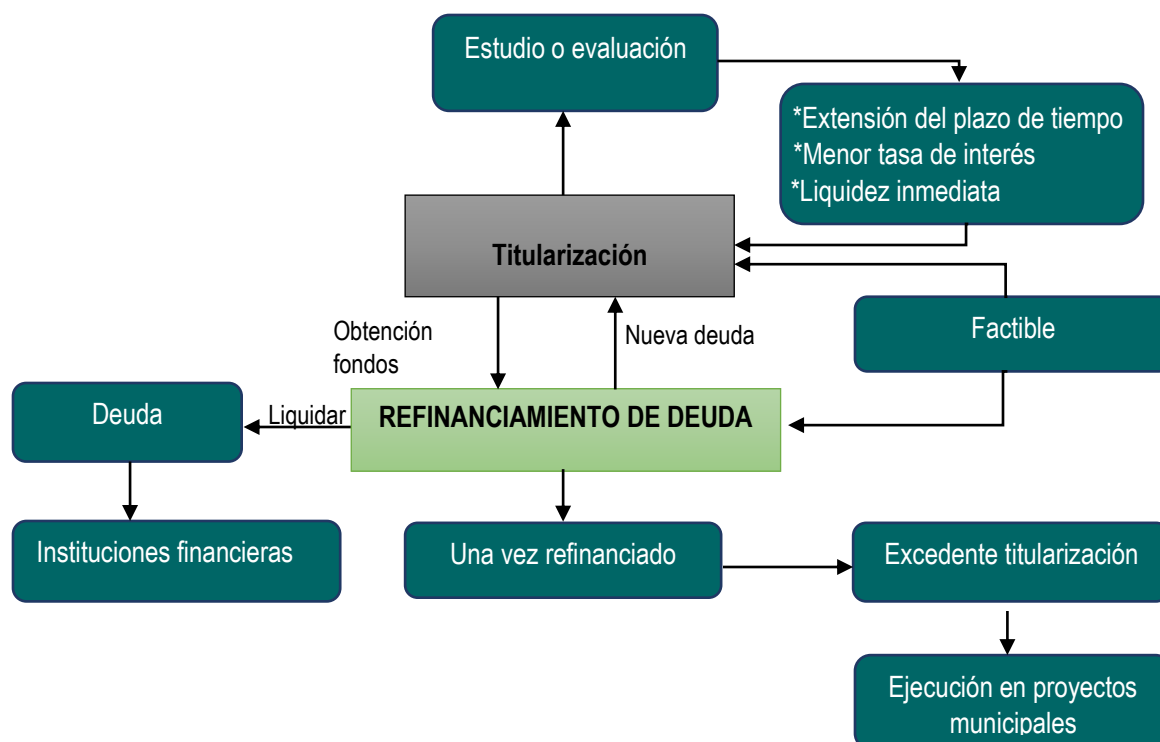 Estudio o evaluación
*Extensión del plazo de tiempo
*Menor tasa de interés
*Liquidez inmediata
Titularización
Obtención
fondos
Nueva deuda
Factible
Deuda
Liquidar
REFINANCIAMIENTO DE DEUDA
Instituciones financieras
Una vez refinanciado
Excedente titularización
Ejecución en proyectos
municipales